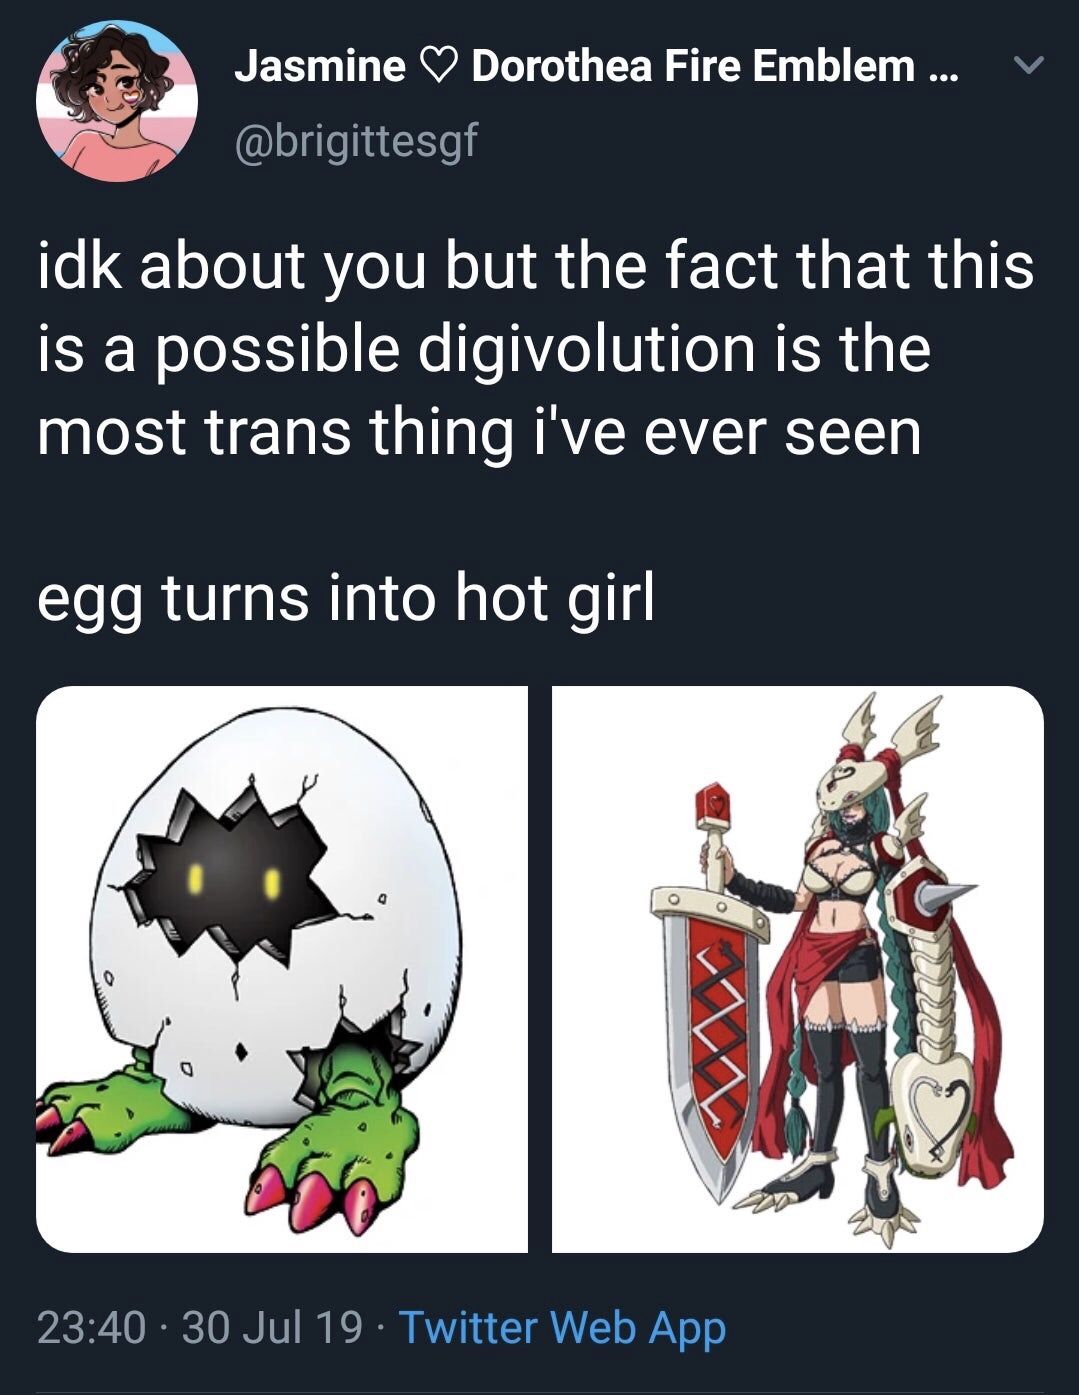 Jasmine ♡ Dorothea Fire Emblem ...
@brigittesgf
idk about you but the fact that this
is a possible digivolution is the
most trans thing i've ever seen
egg turns into hot girl
23:40 · 30 Jul 19 · Twitter Web App